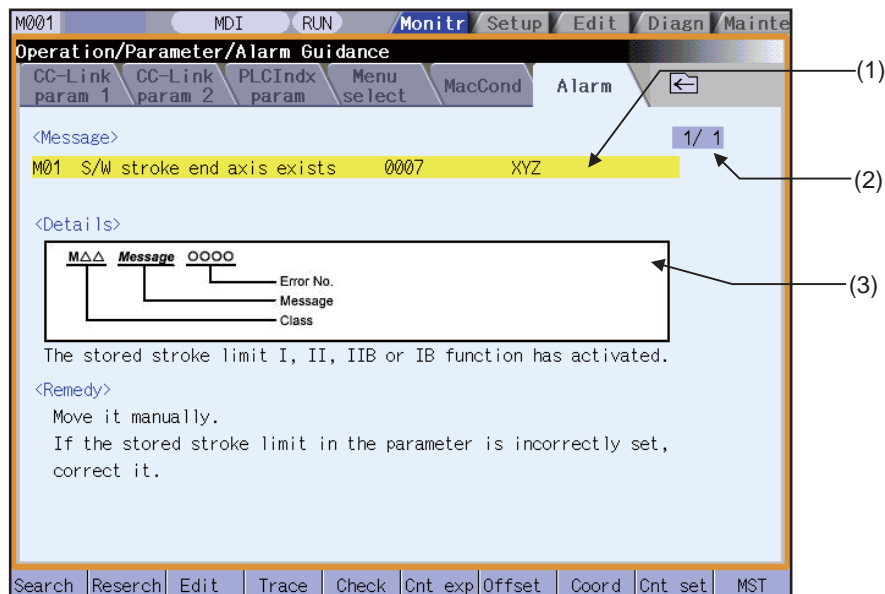 M001 MDI RUN Monitr Setup Edit Diagn Mainte
Operation/Parameter/Alarm Guidance
CC-Link param 1 CC-Link param 2 PLCIndx param Menu select MacCond Alarm
(1)
<Message> 1/ 1
M01 S/W stroke end axis exists 0007 XYZ
(2)
<Details>
M△△ Message ○○○○
Error No.
(3)
Message
Class
The stored stroke limit I, II, IIB or IB function has activated.
<Remedy>
Move it manually.
If the stored stroke limit in the parameter is incorrectly set,
correct it.
Search Reserch Edit Trace Check Cnt exp Offset Coord Cnt set MST